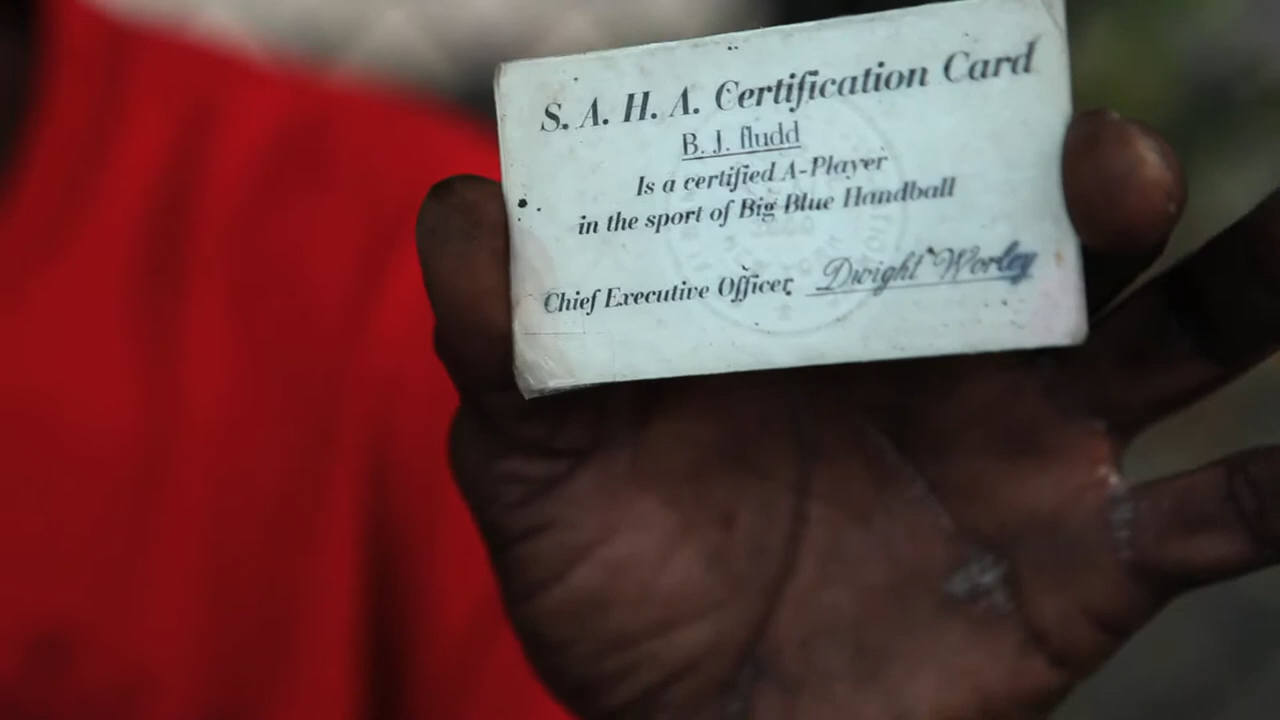 S. A. H. A. Certification Card
B. J. fludd
Is a certified A-Player
in the sport of Big Blue Handball
Chief Executive Officer Dwight Worley